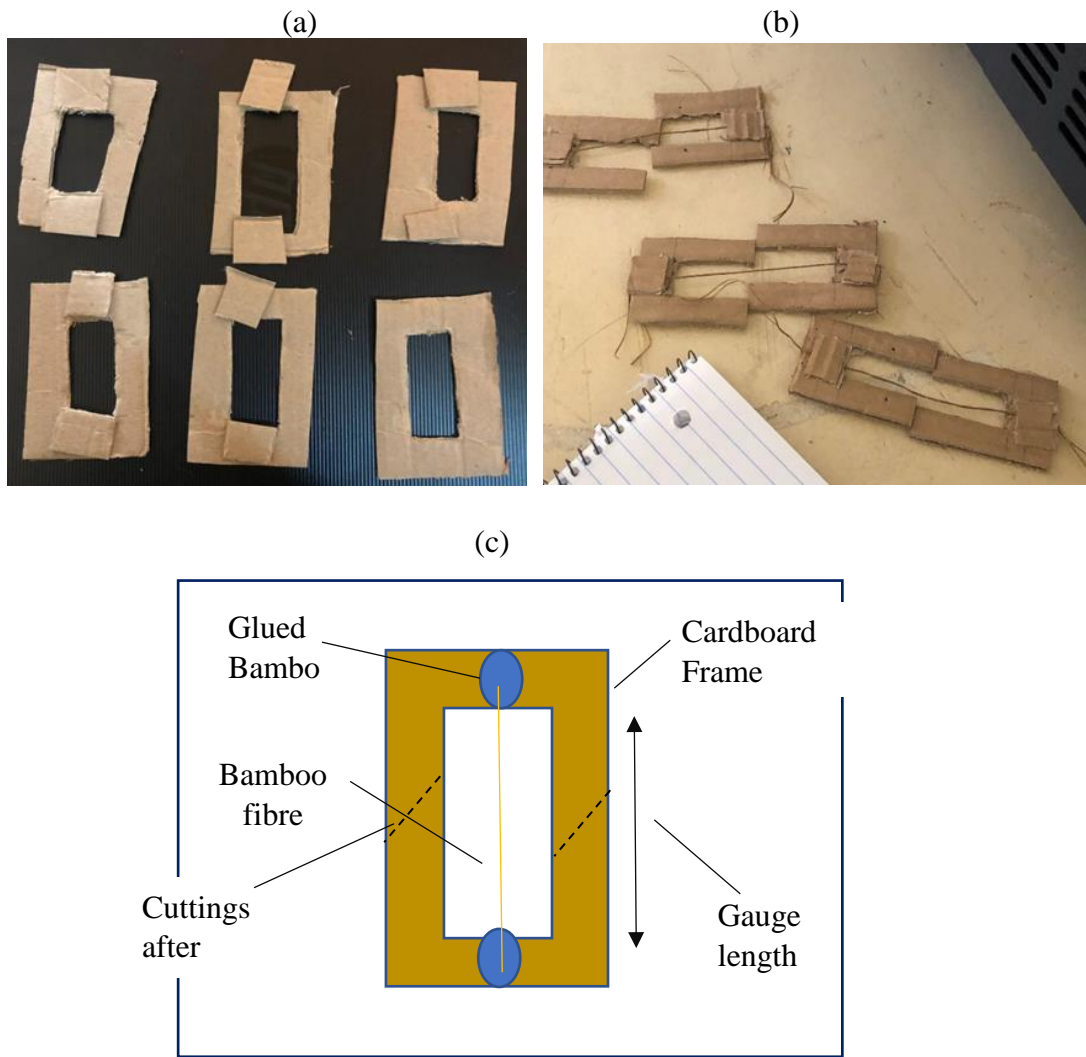 (a)
(b)
(c)
Glued
Bambo
Cardboard
Frame
Bamboo
fibre
Cuttings
after
Gauge
length